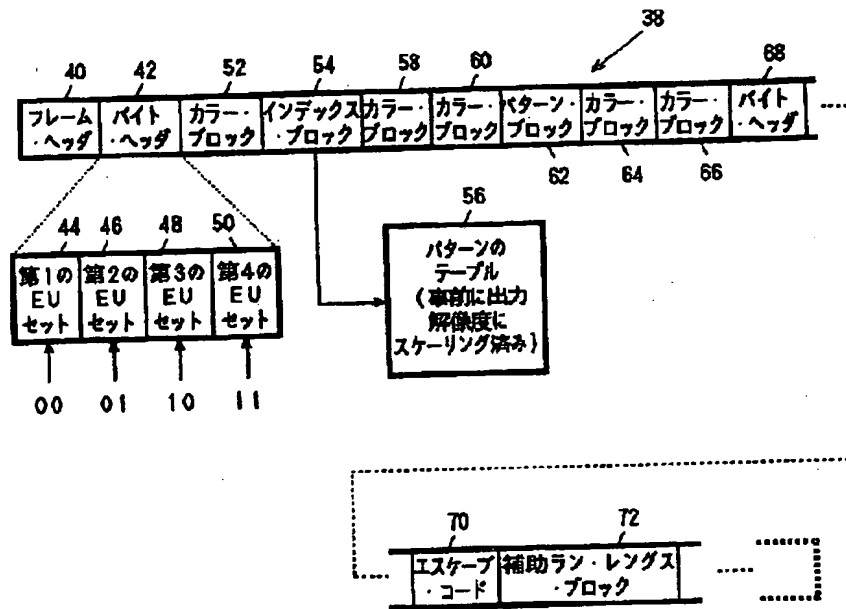 38
40 42 52 54 58 60 68
フレーム バイト カラー・ インデックス カラー・ カラー・ パターン・ カラー・ カラー・ バイト
・ヘッダ ・ヘッダ ブロック ・ブロック ブロック ブロック ブロック ブロック ブロック ・ヘッダ
62 64 66
44 46 48 50 56
第1の 第2の 第3の 第4の
EU EU EU EU
セット セット セット セット
00 01 10 11
パターンの
テーブル
(事前に出力
解像度に
スケーリング済み)
70 72
エスケープ 補助ラン・レングス
・コード ・ブロック